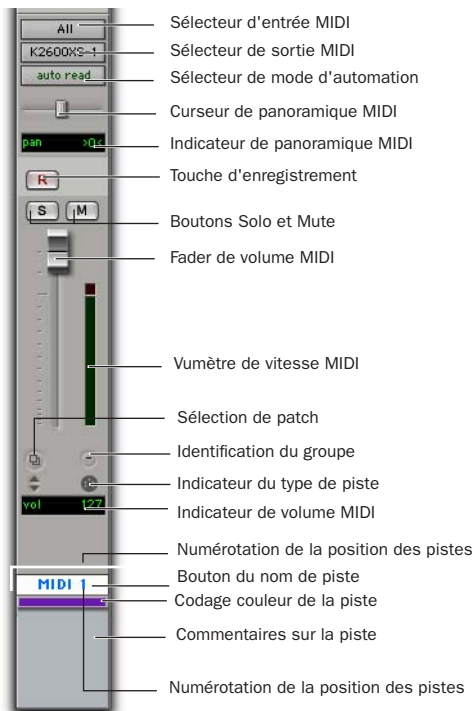 All
Sélecteur d'entrée MIDI
K2600XS-1
Sélecteur de sortie MIDI
auto read
Sélecteur de mode d'automation
Curseur de panoramique MIDI
pan >0<
Indicateur de panoramique MIDI
R
Touche d'enregistrement
S M
Boutons Solo et Mute
Fader de volume MIDI
Vumètre de vitesse MIDI
Sélection de patch
Identification du groupe
Indicateur du type de piste
vol 127
Indicateur de volume MIDI
Numérotation de la position des pistes
MIDI 1
Bouton du nom de piste
Codage couleur de la piste
Commentaires sur la piste
Numérotation de la position des pistes